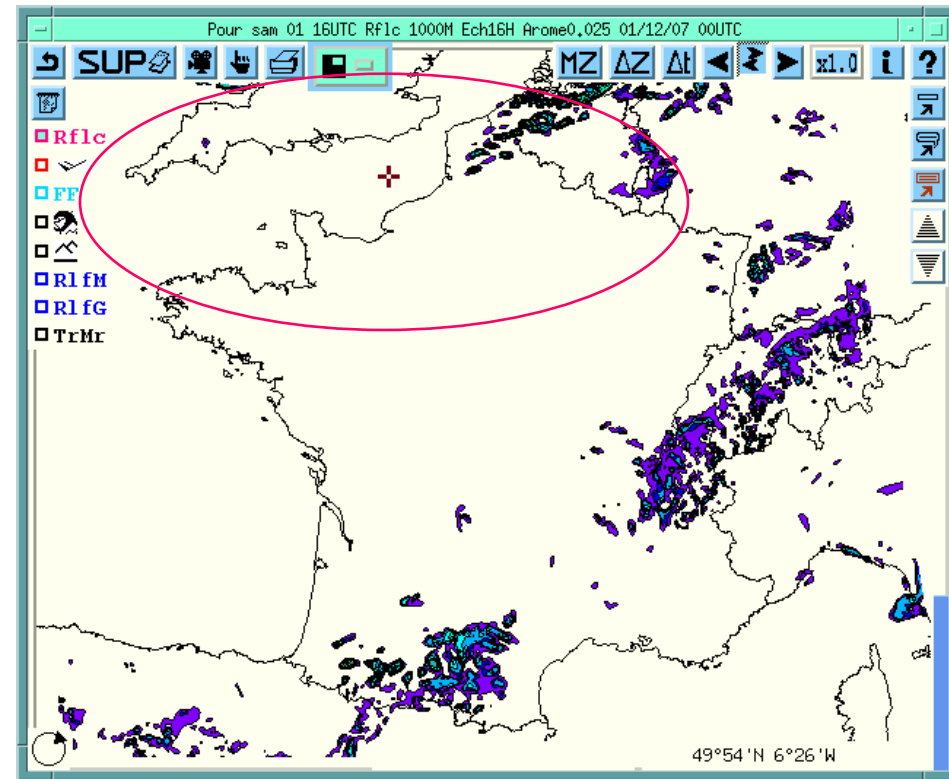 Pour sam 01 16UTC Rflc 1000M Ech16H Arome0,025 01/12/07 00UTC
SUP MZ ΔZ Δt x1.0 i ?
Rflc
FF
RlfM
RlfG
TrMr
49°54'N 6°26'W